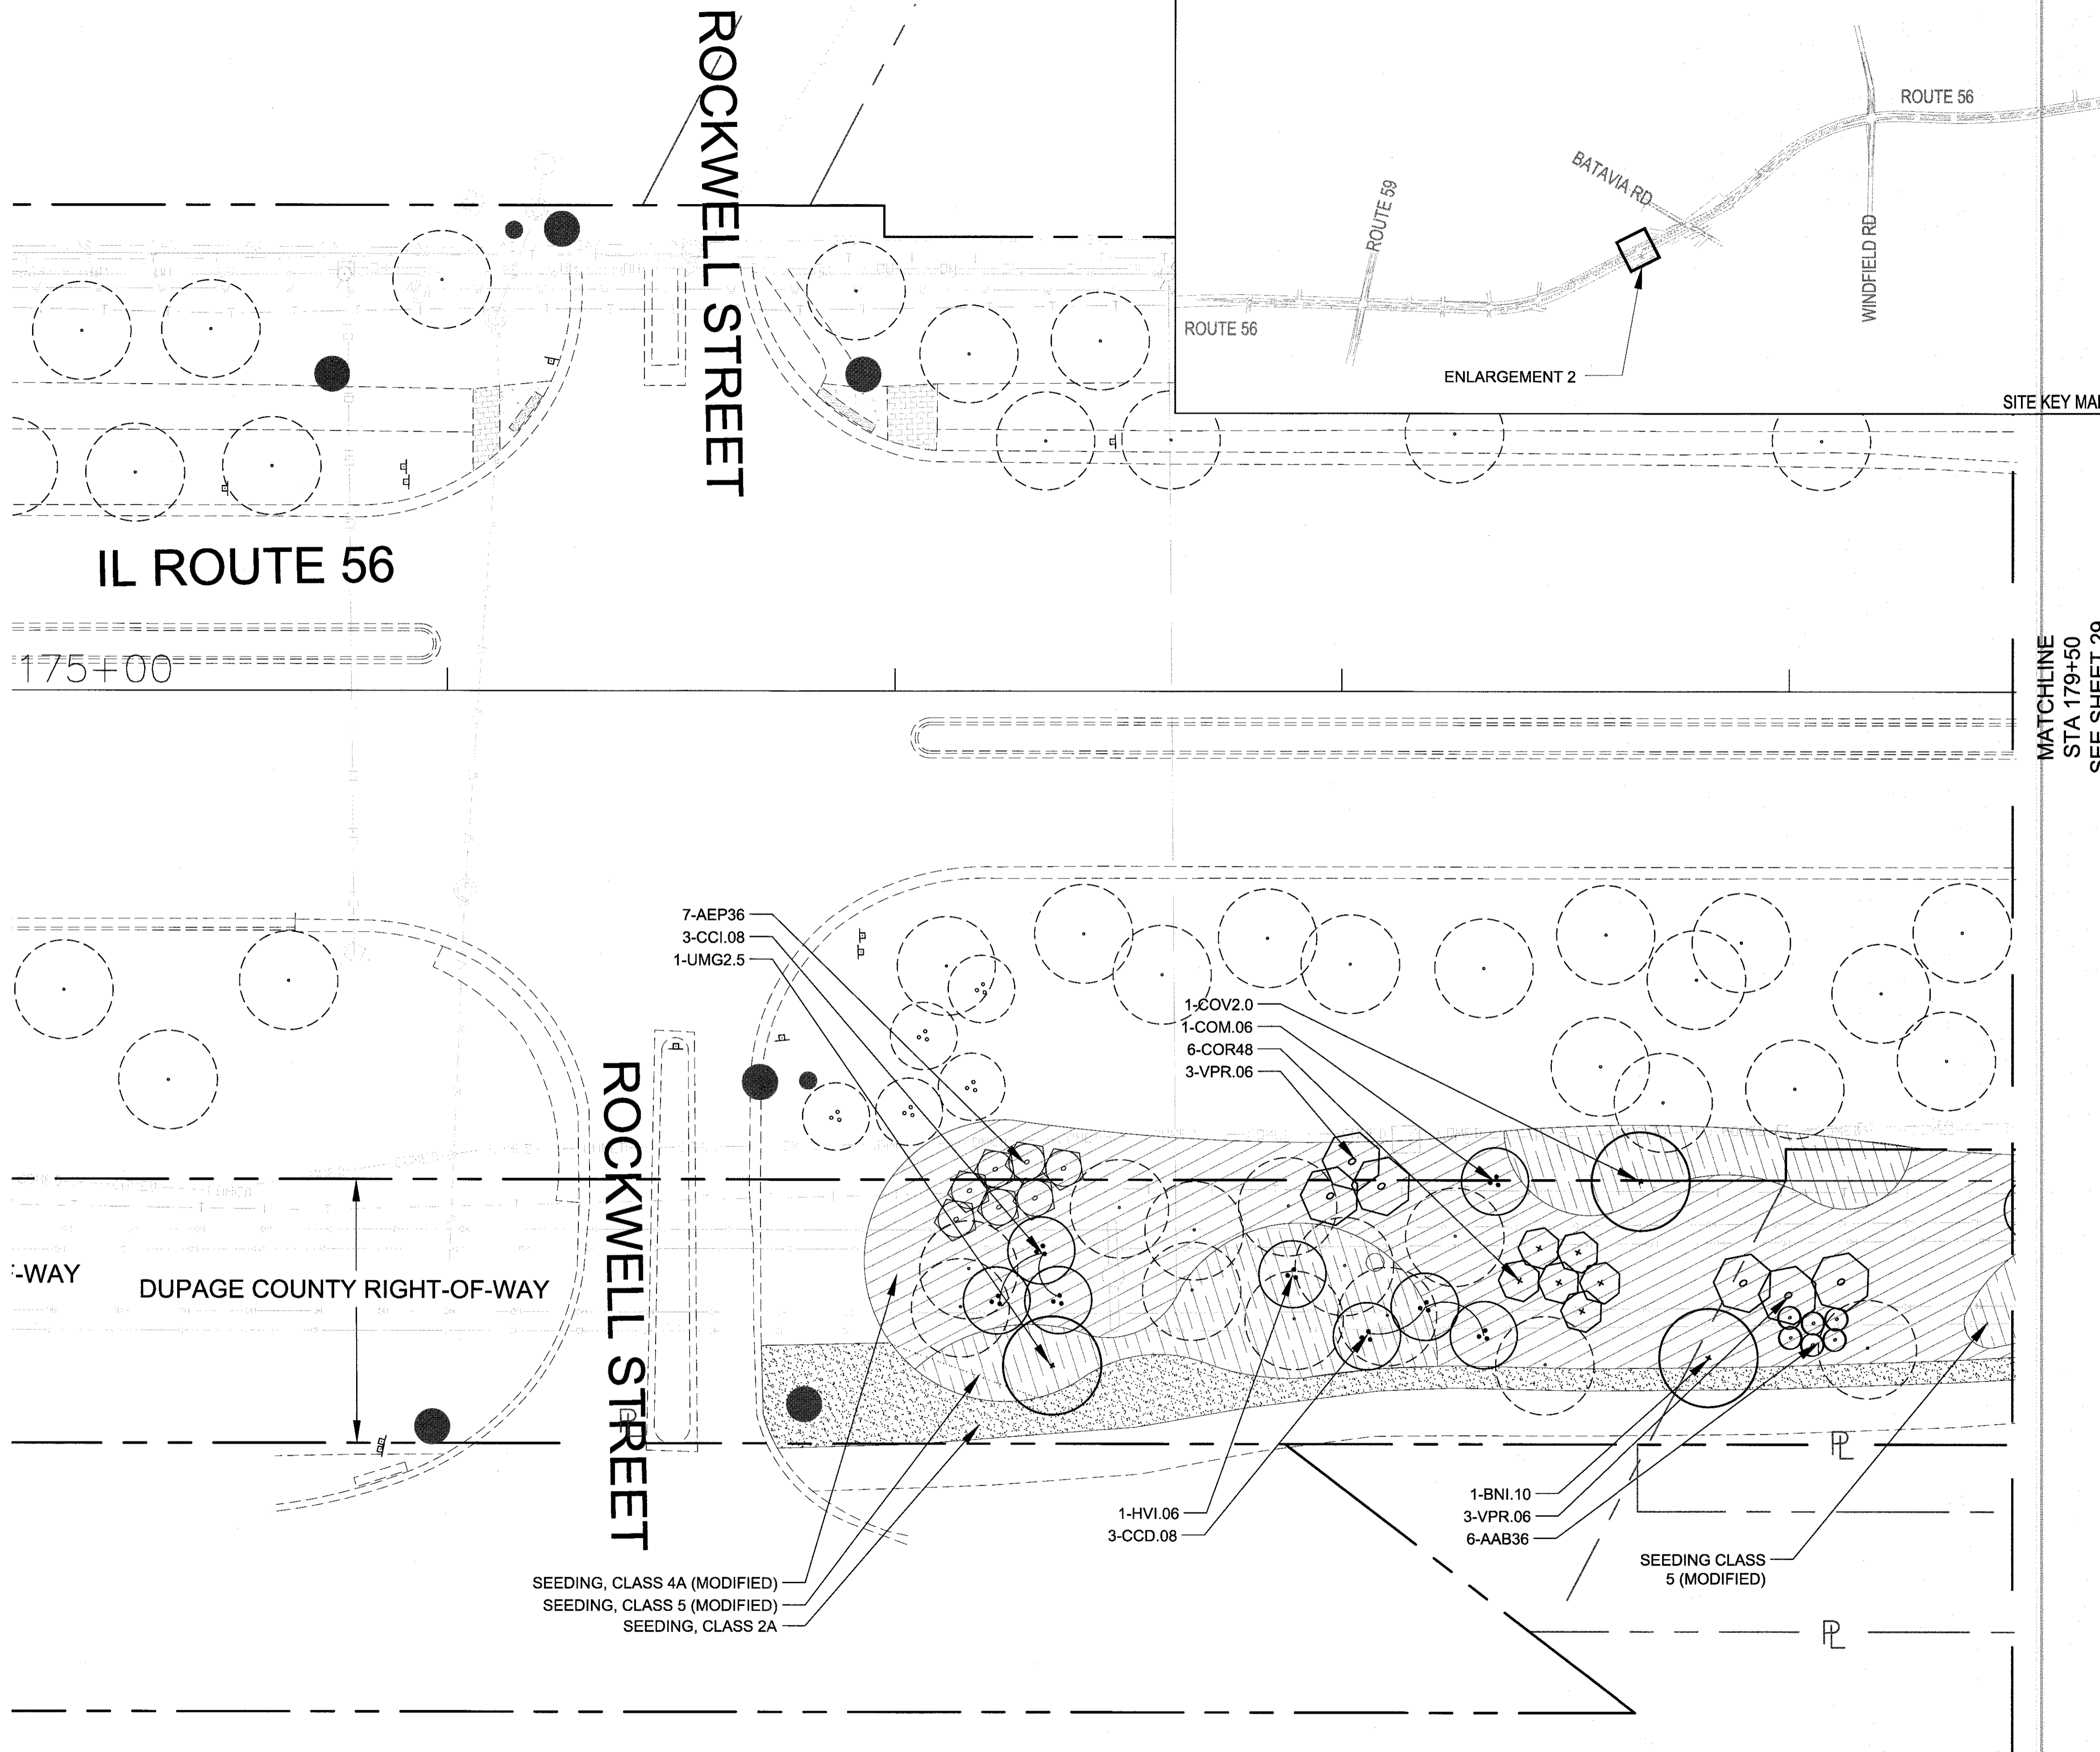 ROCKWELL STREET
ROUTE 56
BATAVIA RD
ROUTE 59
WINDFIELD RD
ROUTE 56
ENLARGEMENT 2
SITE KEY
IL ROUTE 56
175+00
MATCHLINE
STA 179+50
SEE SHEET 29
7-AEP36
3-CCI.08
1-UMG2.5
1-COV2.0
1-COM.06
6-COR48
3-VPR.06
ROCKWELL STREET
-WAY
DUPAGE COUNTY RIGHT-OF-WAY
PL
1-HVI.06
3-CCD.08
1-BNI.10
3-VPR.06
6-AAB36
SEEDING CLASS
5 (MODIFIED)
SEEDING, CLASS 4A (MODIFIED)
SEEDING, CLASS 5 (MODIFIED)
SEEDING, CLASS 2A
PL